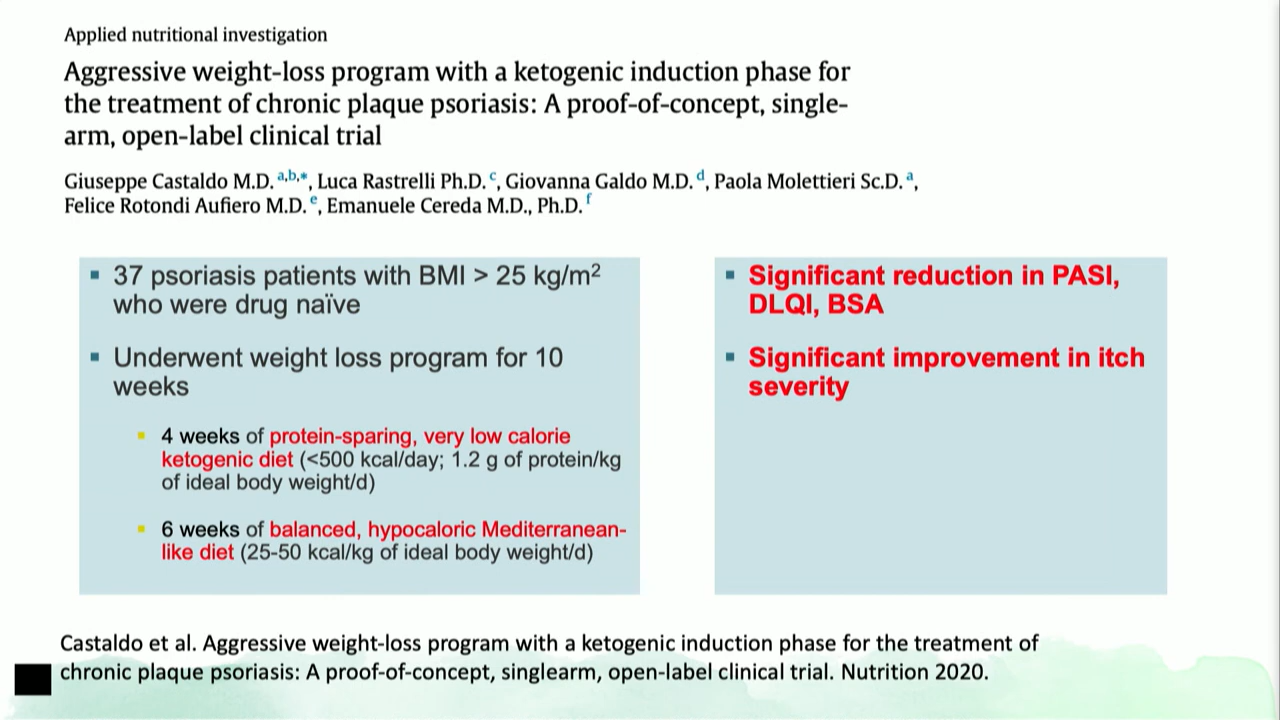 Applied nutritional investigation
Aggressive weight-loss program with a ketogenic induction phase for
the treatment of chronic plaque psoriasis: A proof-of-concept, single-
arm, open-label clinical trial
Giuseppe Castaldo M.D. a,b,*, Luca Rastrelli Ph.D. c, Giovanna Galdo M.D. d, Paola Molettieri Sc.D. a,
Felice Rotondi Aufiero M.D. e, Emanuele Cereda M.D., Ph.D. f
▪ 37 psoriasis patients with BMI > 25 kg/m²
who were drug naïve
▪ Underwent weight loss program for 10
weeks
▪ 4 weeks of protein-sparing, very low calorie
ketogenic diet (<500 kcal/day; 1.2 g of protein/kg
of ideal body weight/d)
▪ 6 weeks of balanced, hypocaloric Mediterranean-
like diet (25-50 kcal/kg of ideal body weight/d)
▪ Significant reduction in PASI,
DLQI, BSA
▪ Significant improvement in itch
severity
Castaldo et al. Aggressive weight-loss program with a ketogenic induction phase for the treatment of
chronic plaque psoriasis: A proof-of-concept, singlearm, open-label clinical trial. Nutrition 2020.